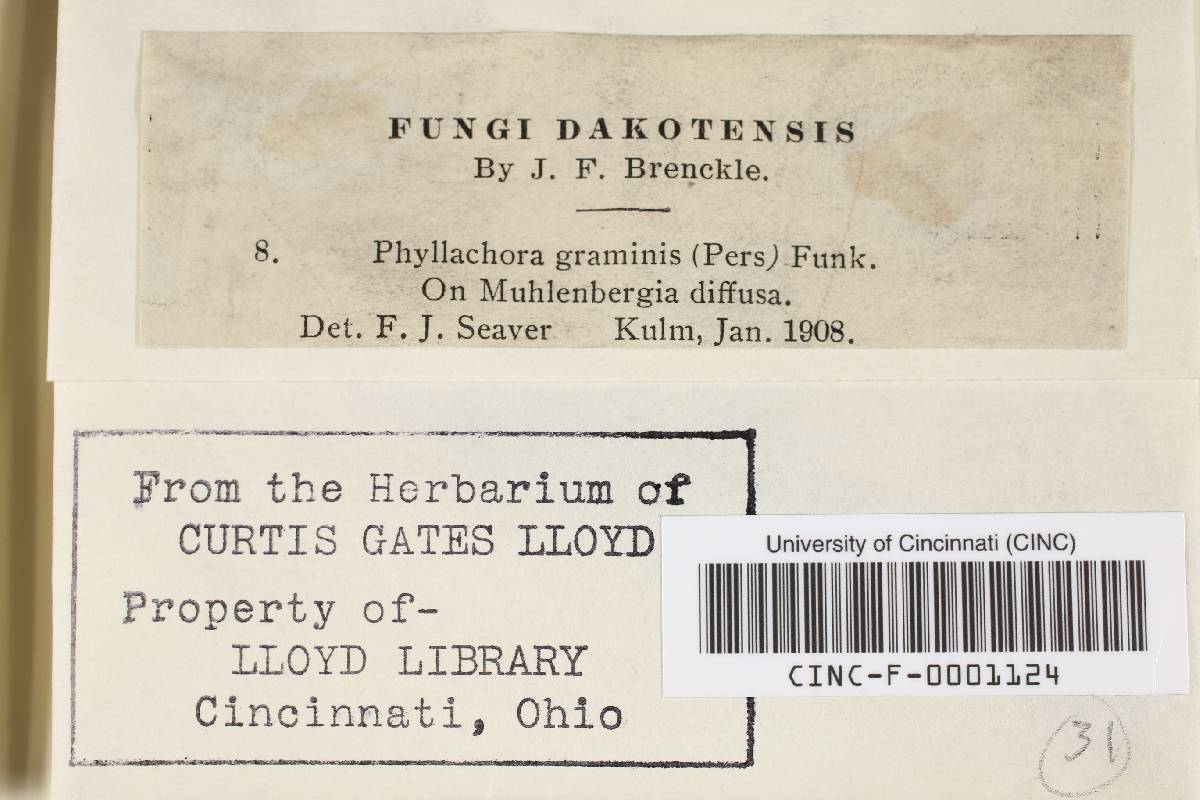 FUNGI DAKOTENSIS
By J. F. Brenckle.
8. Phyllachora graminis (Pers) Funk.
On Muhlenbergia diffusa.
Det. F. J. Seaver Kulm, Jan. 1908.
From the Herbarium of
CURTIS GATES LLOYD
Property of-
LLOYD LIBRARY
Cincinnati, Ohio
University of Cincinnati (CINC)
CINC-F-0001124
31